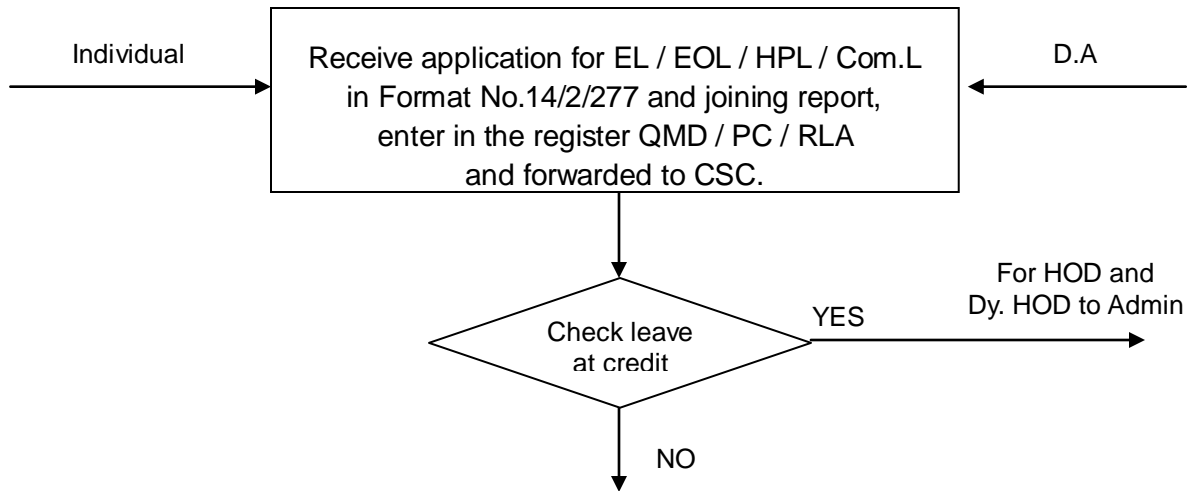 Individual
Receive application for EL / EOL / HPL / Com.L
in Format No.14/2/277 and joining report,
enter in the register QMD / PC / RLA
and forwarded to CSC.
D.A
Check leave
at credit
YES
For HOD and
Dy. HOD to Admin
NO